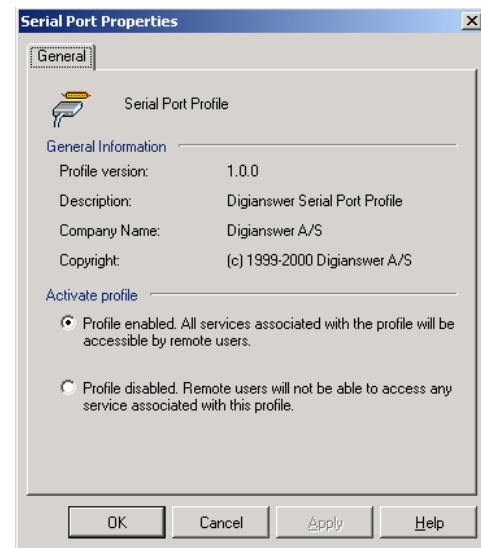 Serial Port Properties
General
Serial Port Profile
General Information
Profile version: 1.0.0
Description: Digianswer Serial Port Profile
Company Name: Digianswer A/S
Copyright: (c) 1999-2000 Digianswer A/S
Activate profile
Profile enabled. All services associated with the profile will be
accessible by remote users.
Profile disabled. Remote users will not be able to access any
service associated with this profile.
OK Cancel Apply Help